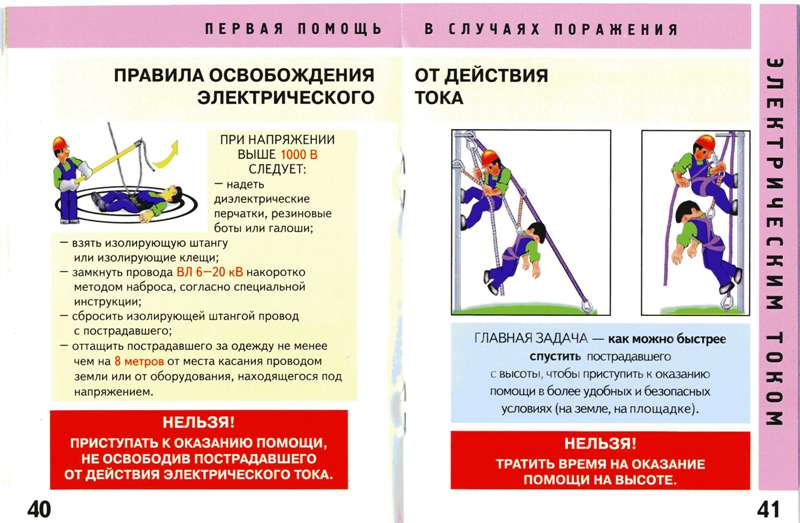 ПЕРВАЯ ПОМОЩЬ В СЛУЧАЯХ ПОРАЖЕНИЯ
ЭЛЕКТРИЧЕСКИМ ТОКОМ
ПРАВИЛА ОСВОБОЖДЕНИЯ ОТ ДЕЙСТВИЯ
ЭЛЕКТРИЧЕСКОГО ТОКА
ПРИ НАПРЯЖЕНИИ
ВЫШЕ 1000 В
СЛЕДУЕТ:
– надеть
диэлектрические
перчатки, резиновые
боты или галоши;
– взять изолирующую штангу
или изолирующие клещи;
– замкнуть провода ВЛ 6–20 кВ накоротко
методом наброса, согласно специальной
инструкции;
– сбросить изолирующей штангой провод
с пострадавшего;
– оттащить пострадавшего за одежду не менее
чем на 8 метров от места касания проводом
земли или от оборудования, находящегося под
напряжением.
НЕЛЬЗЯ!
ПРИСТУПАТЬ К ОКАЗАНИЮ ПОМОЩИ,
НЕ ОСВОБОДИВ ПОСТРАДАВШЕГО
ОТ ДЕЙСТВИЯ ЭЛЕКТРИЧЕСКОГО ТОКА.
40
ГЛАВНАЯ ЗАДАЧА — как можно быстрее
спустить пострадавшего
с высоты, чтобы приступить к оказанию
помощи в более удобных и безопасных
условиях (на земле, на площадке).
НЕЛЬЗЯ!
ТРАТИТЬ ВРЕМЯ НА ОКАЗАНИЕ
ПОМОЩИ НА ВЫСОТЕ.
41